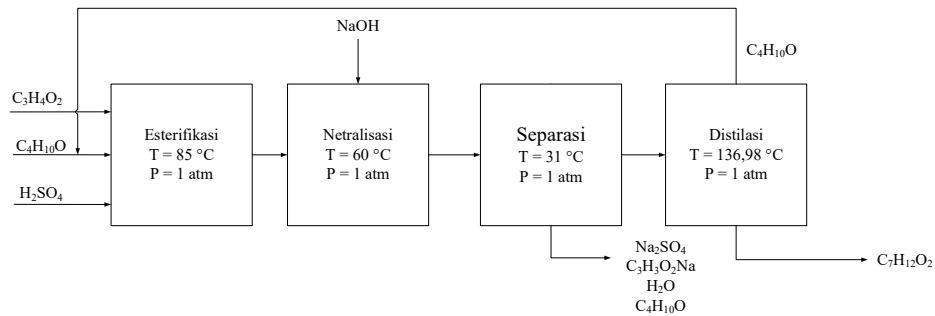 NaOH
C₄H₁₀O
C₃H₄O₂
C₄H₁₀O
H₂SO₄
Esterifikasi
T = 85 °C
P = 1 atm
Netralisasi
T = 60 °C
P = 1 atm
Separasi
T = 31 °C
P = 1 atm
Distilasi
T = 136,98 °C
P = 1 atm
Na₂SO₄
C₃H₃O₂Na
H₂O
C₄H₁₀O
C₇H₁₂O₂